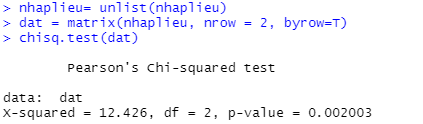 > nhaplieu= unlist(nhaplieu)
> dat = matrix(nhaplieu, nrow = 2, byrow=T)
> chisq.test(dat)
Pearson's Chi-squared test
data:  dat
X-squared = 12.426, df = 2, p-value = 0.002003